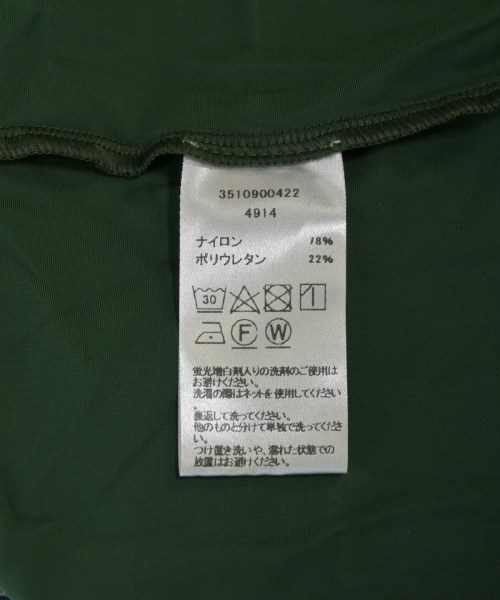 3510900422
4914
ナイロン 78%
ポリウレタン 22%
30
F W
蛍光増白剤入りの洗剤のご使用は
お避けください。
洗濯の際はネットを使用してください
。
裏返して洗ってください。
他のものと分けて単独で洗ってくださ
い。
つけ置き洗いや、濡れた状態での
放置はお避けください。